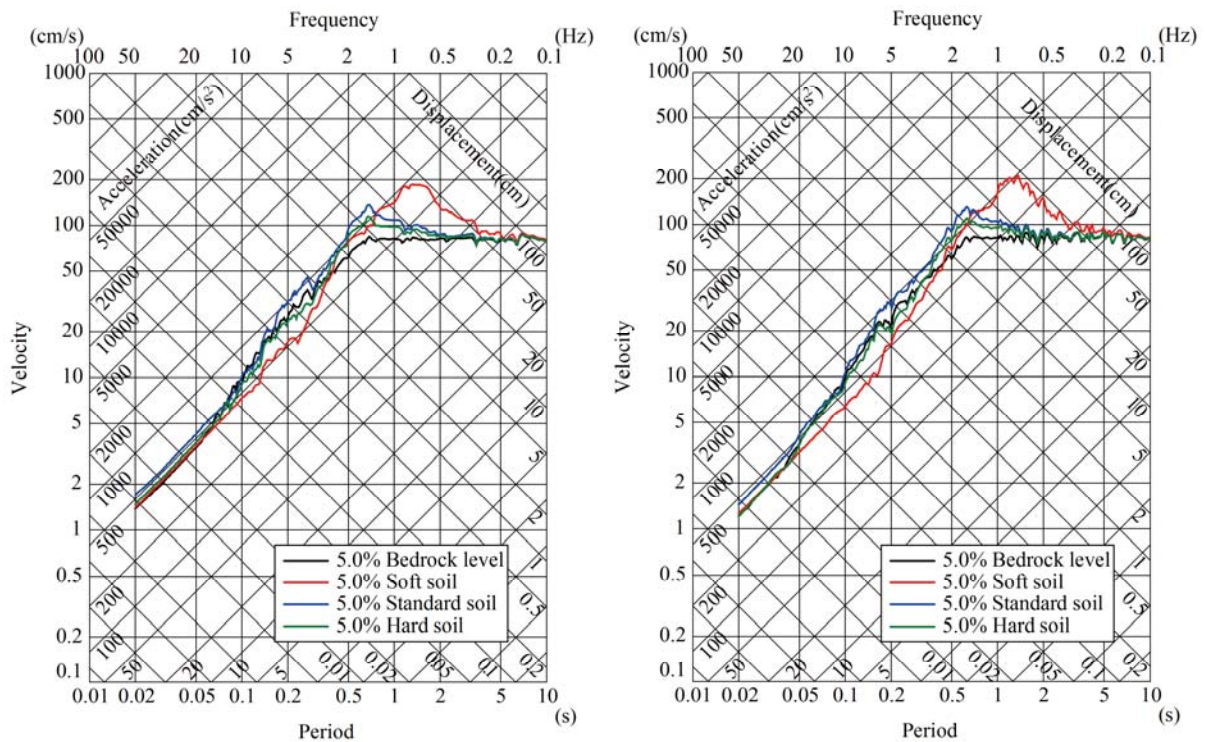 Frequency
(cm/s) (Hz)
100 50 20 10 5 2 1 0.5 0.2 0.1
1000
500
200
100
50
20
10
5
2
1
0.5
0.2
0.1
Velocity
Acceleration(cm/s²)
50000
20000
10000
5000
2000
1000
500
200
100
50 20 10 5
Displacement(cm)
100
50
20
10
5
2
1
0.5
0.01 0.02 0.05 0.1 0.2
5.0% Bedrock level
5.0% Soft soil
5.0% Standard soil
5.0% Hard soil
0.01 0.02 0.05 0.1 0.2 0.5 1 2 5 10
(s)
Period
Frequency
(cm/s) (Hz)
100 50 20 10 5 2 1 0.5 0.2 0.1
1000
500
200
100
50
20
10
5
2
1
0.5
0.2
0.1
Velocity
Acceleration(cm/s²)
50000
20000
10000
5000
2000
1000
500
200
100
50 20 10 5
Displacement(cm)
100
50
20
10
5
2
1
0.5
0.01 0.02 0.05 0.1 0.2
5.0% Bedrock level
5.0% Soft soil
5.0% Standard soil
5.0% Hard soil
0.01 0.02 0.05 0.1 0.2 0.5 1 2 5 10
(s)
Period